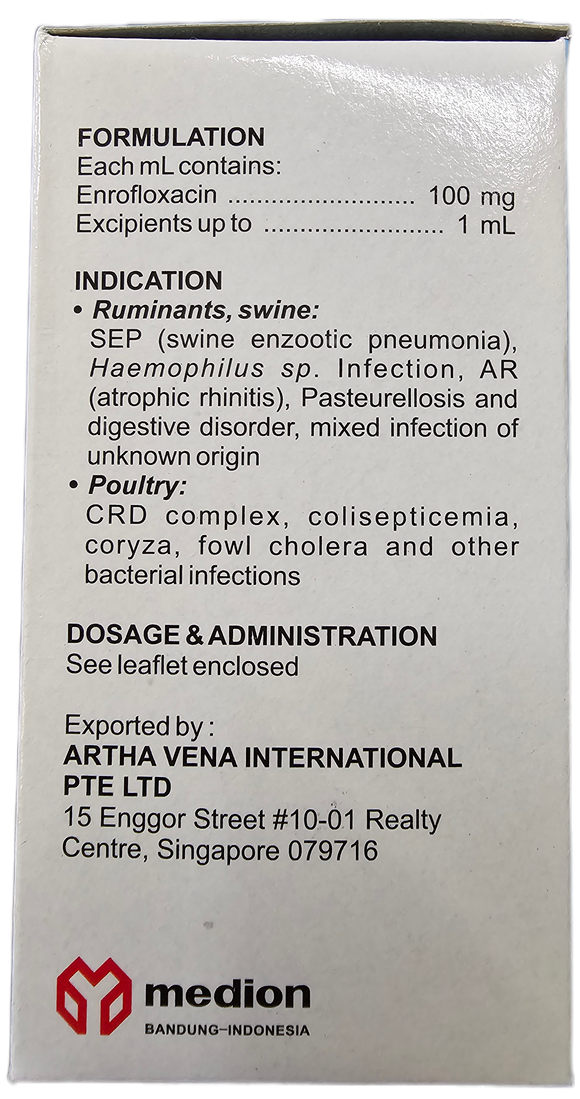 FORMULATION
Each mL contains:
Enrofloxacin ........................... 100 mg
Excipients up to ......................... 1 mL
INDICATION
• Ruminants, swine:
SEP (swine enzootic pneumonia),
Haemophilus sp. Infection, AR
(atrophic rhinitis), Pasteurellosis and
digestive disorder, mixed infection of
unknown origin
• Poultry:
CRD complex, colisepticemia,
coryza, fowl cholera and other
bacterial infections
DOSAGE & ADMINISTRATION
See leaflet enclosed
Exported by :
ARTHA VENA INTERNATIONAL
PTE LTD
15 Enggor Street #10-01 Realty
Centre, Singapore 079716
medion
BANDUNG-INDONESIA